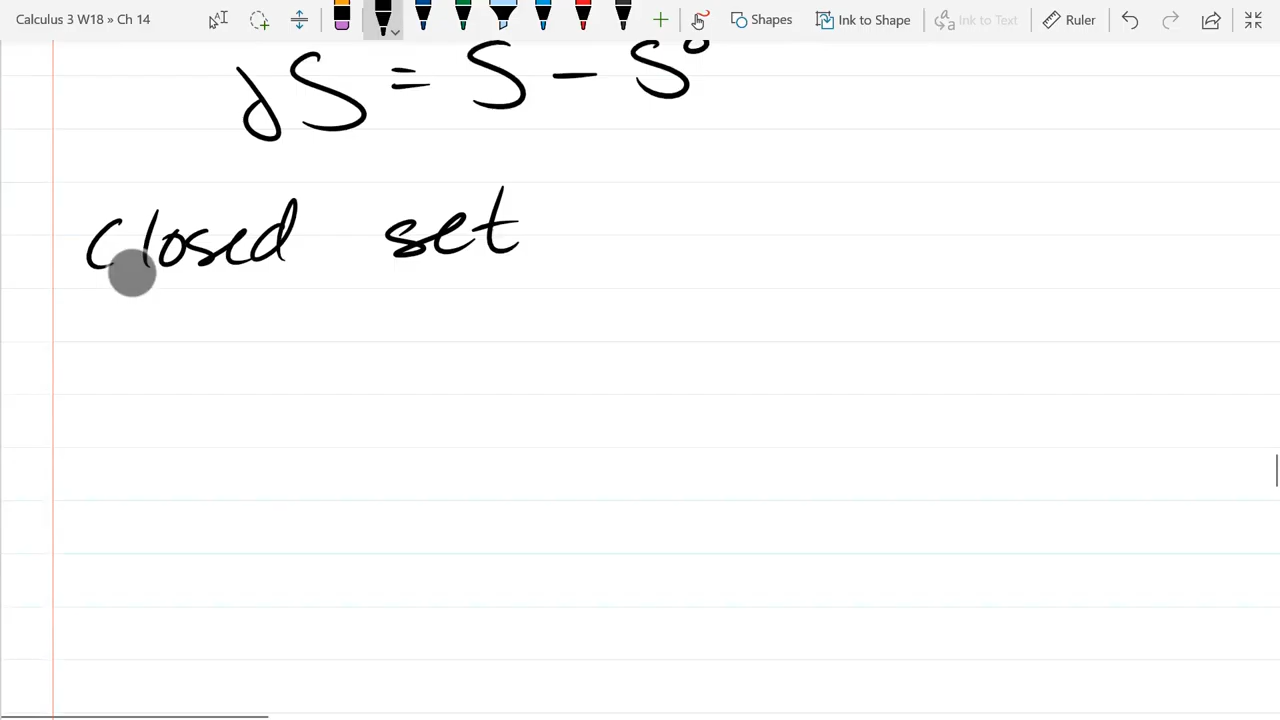 Calculus 3 W18 » Ch 14
Shapes
Ink to Shape
Ink to Text
Ruler
∂S = S − S°
closed set